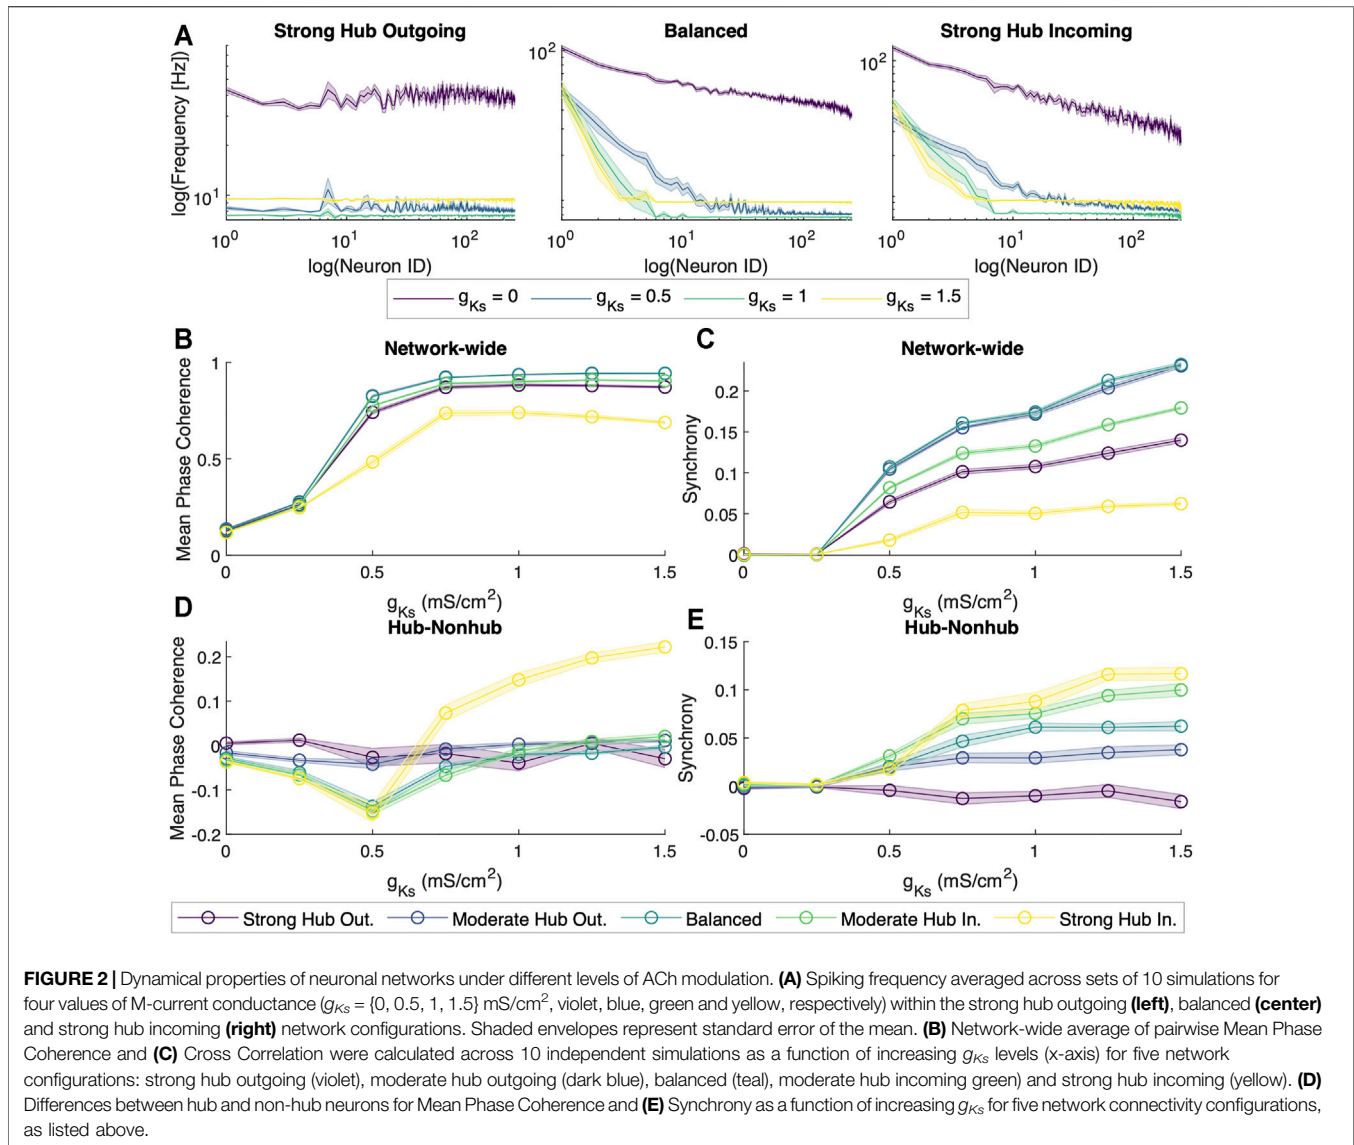 A
Strong Hub Outgoing
Balanced
Strong Hub Incoming
log(Frequency [Hz])
10^1
10^2
10^2
10^0 10^1 10^2
10^0 10^1 10^2
10^0 10^1 10^2
log(Neuron ID)
log(Neuron ID)
log(Neuron ID)
g_Ks = 0 g_Ks = 0.5 g_Ks = 1 g_Ks = 1.5
B
Network-wide
Mean Phase Coherence
1
0.5
0
0 0.5 1 1.5
g_Ks (mS/cm^2)
C
Network-wide
Synchrony
0.2
0.15
0.1
0.05
0
0 0.5 1 1.5
g_Ks (mS/cm^2)
D
Hub-Nonhub
Mean Phase Coherence
0.2
0.1
0
-0.1
-0.2
0 0.5 1 1.5
g_Ks (mS/cm^2)
E
Hub-Nonhub
Synchrony
0.15
0.1
0.05
0
-0.05
0 0.5 1 1.5
g_Ks (mS/cm^2)
Strong Hub Out. Moderate Hub Out. Balanced Moderate Hub In. Strong Hub In.
FIGURE 2 | Dynamical properties of neuronal networks under different levels of ACh modulation. (A) Spiking frequency averaged across sets of 10 simulations for
four values of M-current conductance (g_Ks = {0, 0.5, 1, 1.5} mS/cm^2, violet, blue, green and yellow, respectively) within the strong hub outgoing (left), balanced (center)
and strong hub incoming (right) network configurations. Shaded envelopes represent standard error of the mean. (B) Network-wide average of pairwise Mean Phase
Coherence and (C) Cross Correlation were calculated across 10 independent simulations as a function of increasing g_Ks levels (x-axis) for five network
configurations: strong hub outgoing (violet), moderate hub outgoing (dark blue), balanced (teal), moderate hub incoming green) and strong hub incoming (yellow). (D)
Differences between hub and non-hub neurons for Mean Phase Coherence and (E) Synchrony as a function of increasing g_Ks for five network connectivity configurations,
as listed above.